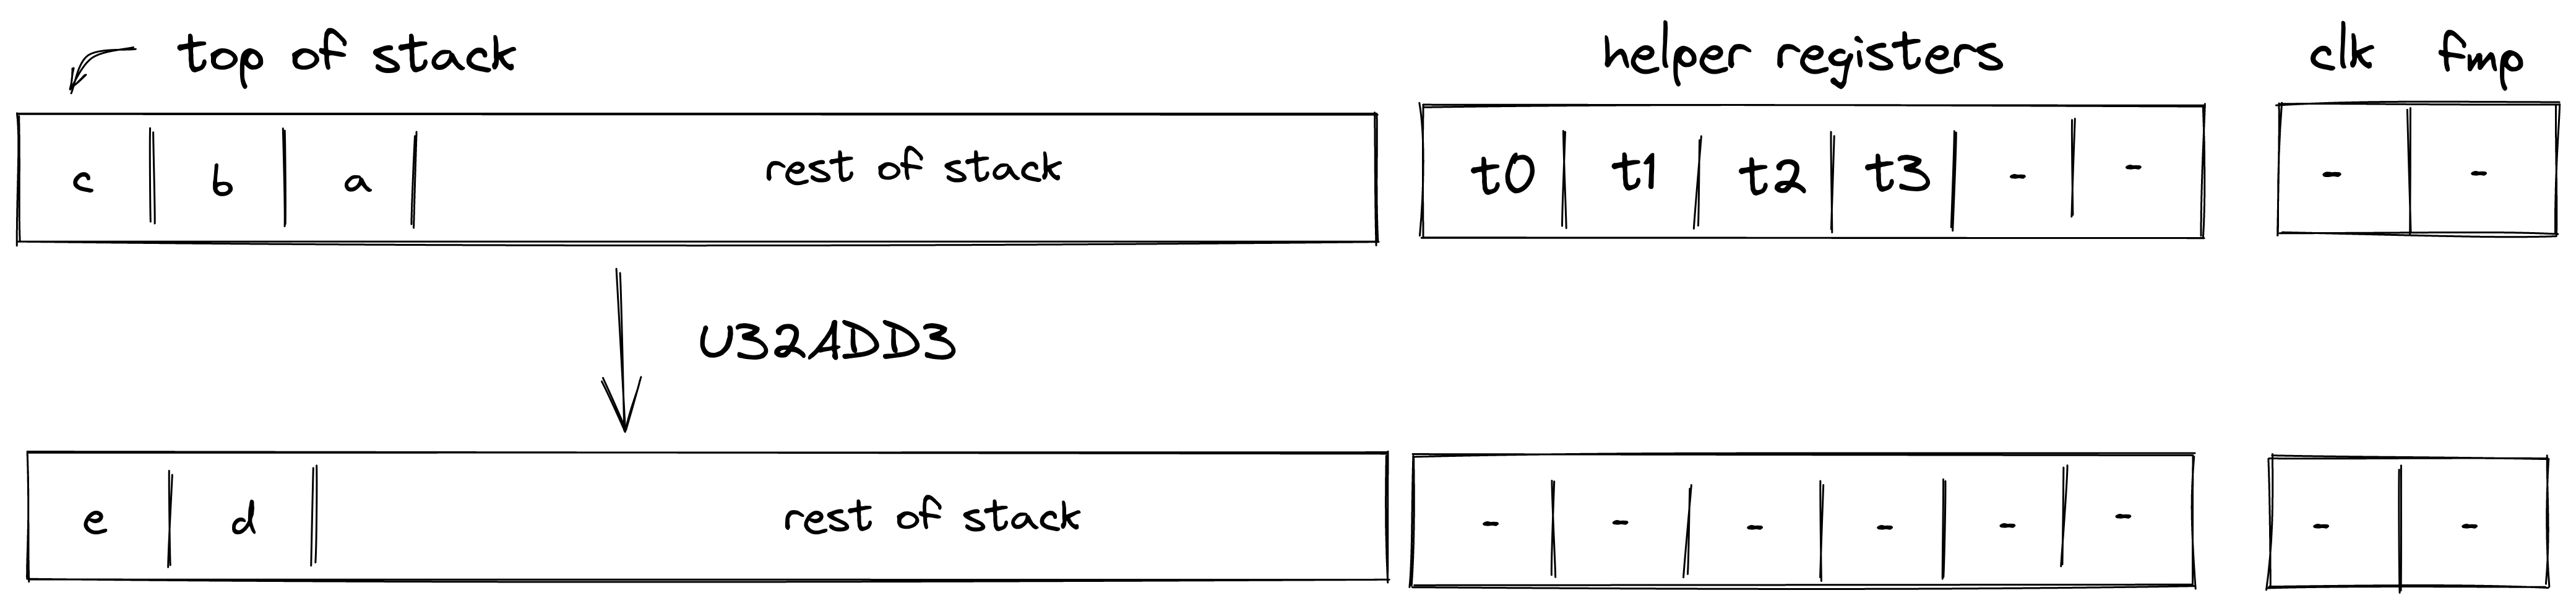 top of stack helper registers clk fmp
c b a rest of stack t0 t1 t2 t3 - - - -
U32ADD3
e d rest of stack - - - - - - - -